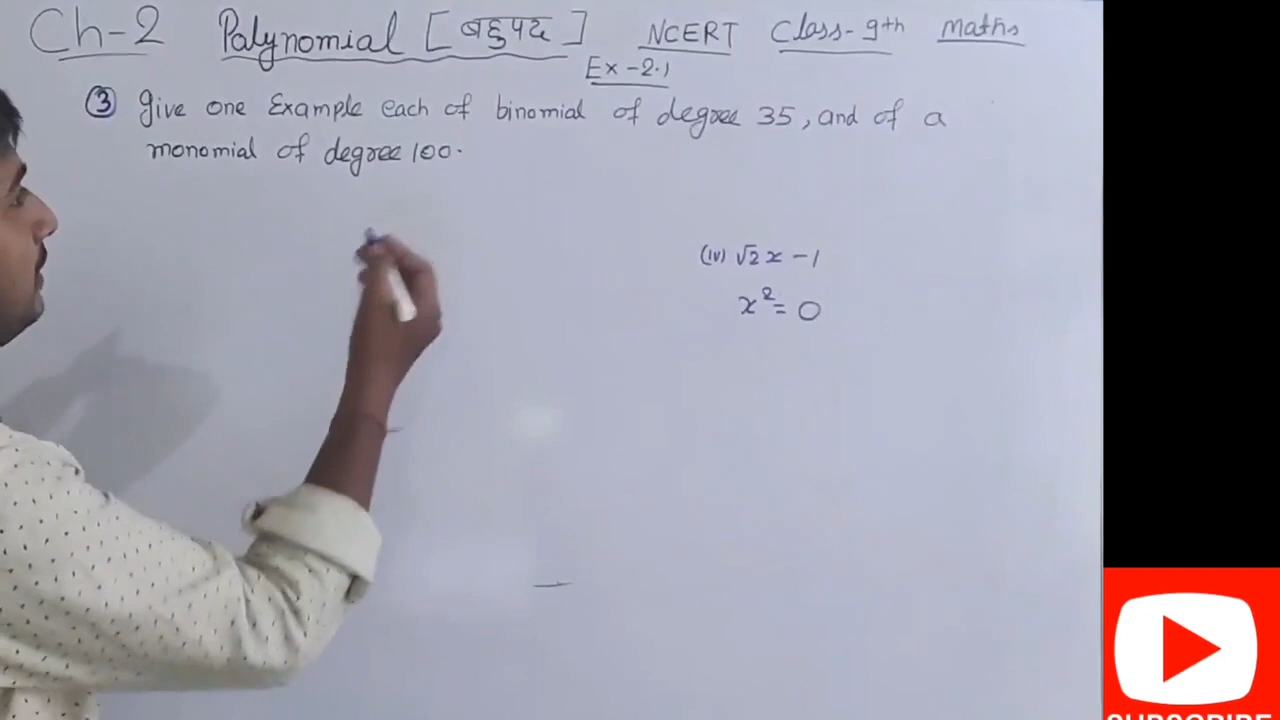 Ch-2 Polynomial [बहुपद] NCERT Class-9th maths
Ex-2.1
③ Give one Example each of binomial of degree 35, and of a
monomial of degree 100.
(iv) √2 x -1
x² = 0
SUBSCRIBE